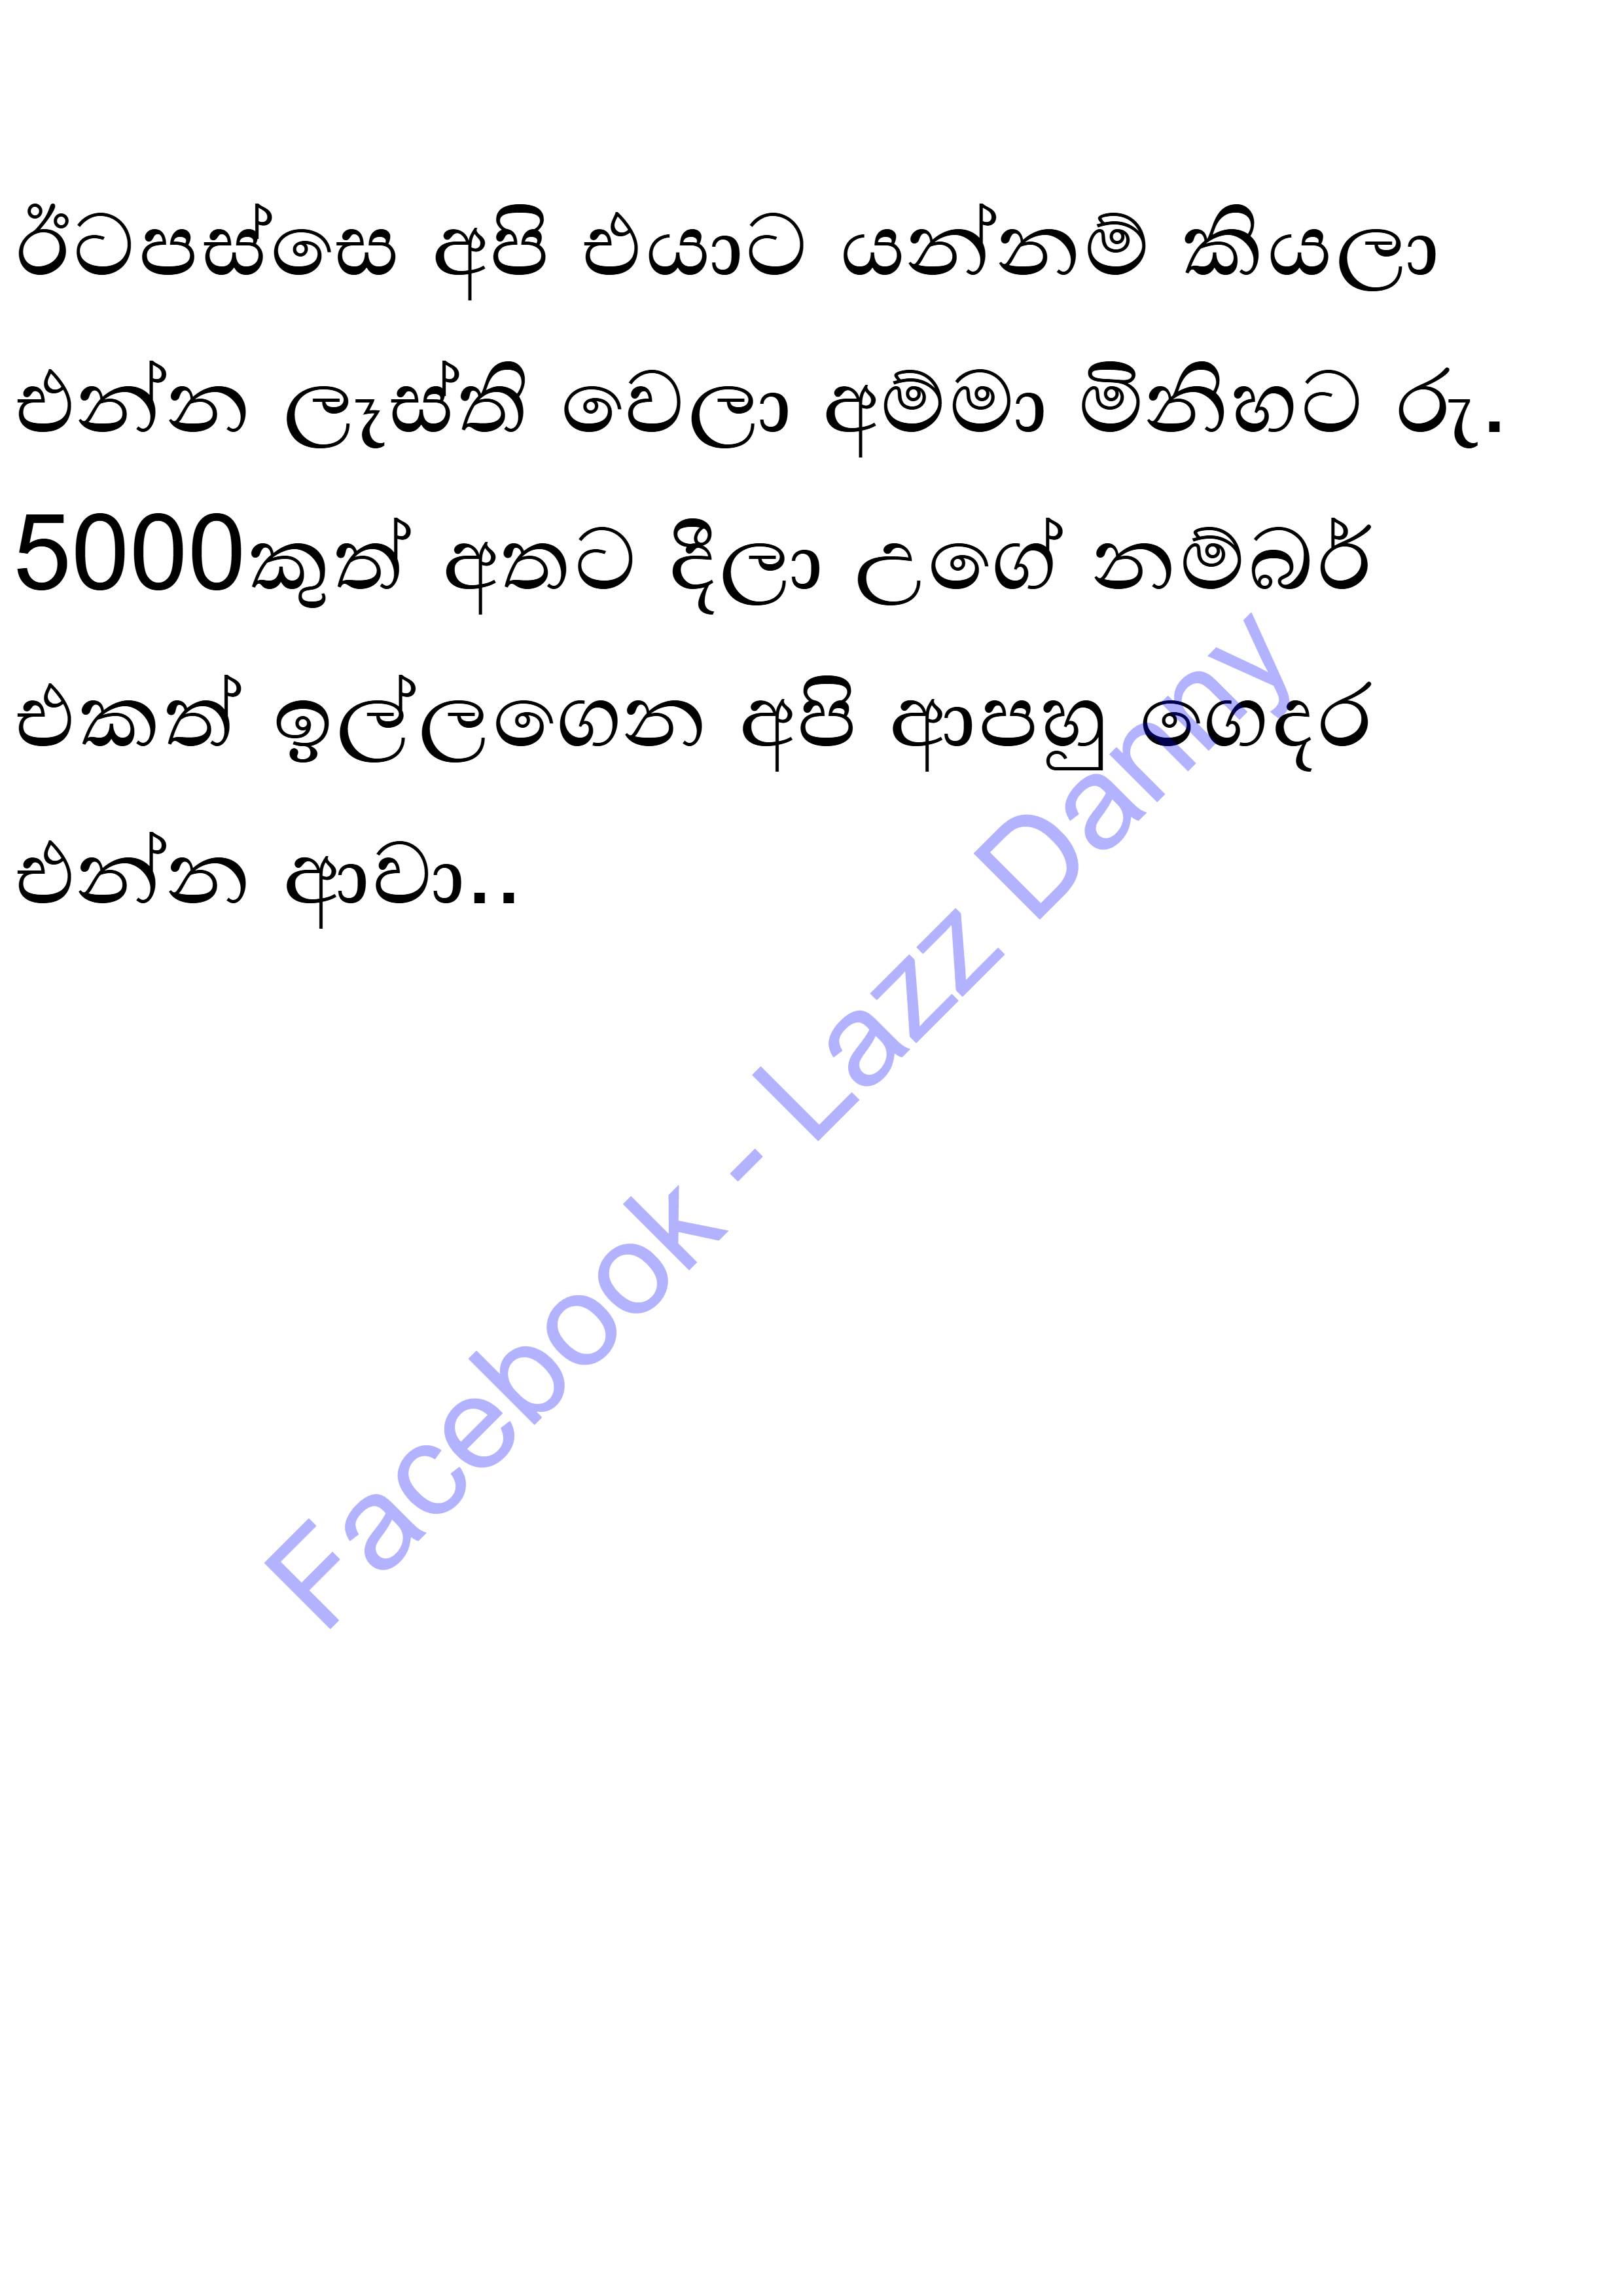 ඊටපස්සෙ අපි එයාට යන්නම් කියලා
එන්න ලෑස්ති වෙලා අම්මා මිනිහට රු.
5000කුත් අතට දීලා උගේ නම්බර්
එකත් ඉල්ලගෙන අපි ආපහු ගෙදර
එන්න ආවා..
Facebook - Lazz Danny